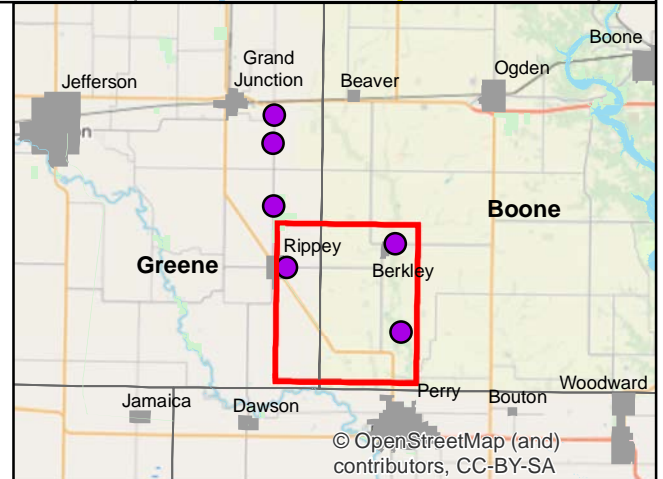 Boone
Grand
Junction
Ogden
Jefferson
Beaver
Boone
Rippey
Greene
Berkley
Perry
Woodward
Jamaica
Bouton
Dawson
© OpenStreetMap (and)
contributors, CC-BY-SA